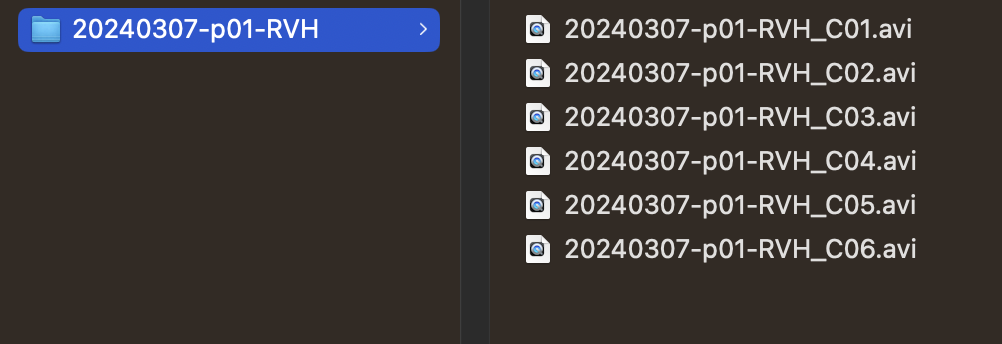 20240307-p01-RVH
20240307-p01-RVH_C01.avi
20240307-p01-RVH_C02.avi
20240307-p01-RVH_C03.avi
20240307-p01-RVH_C04.avi
20240307-p01-RVH_C05.avi
20240307-p01-RVH_C06.avi